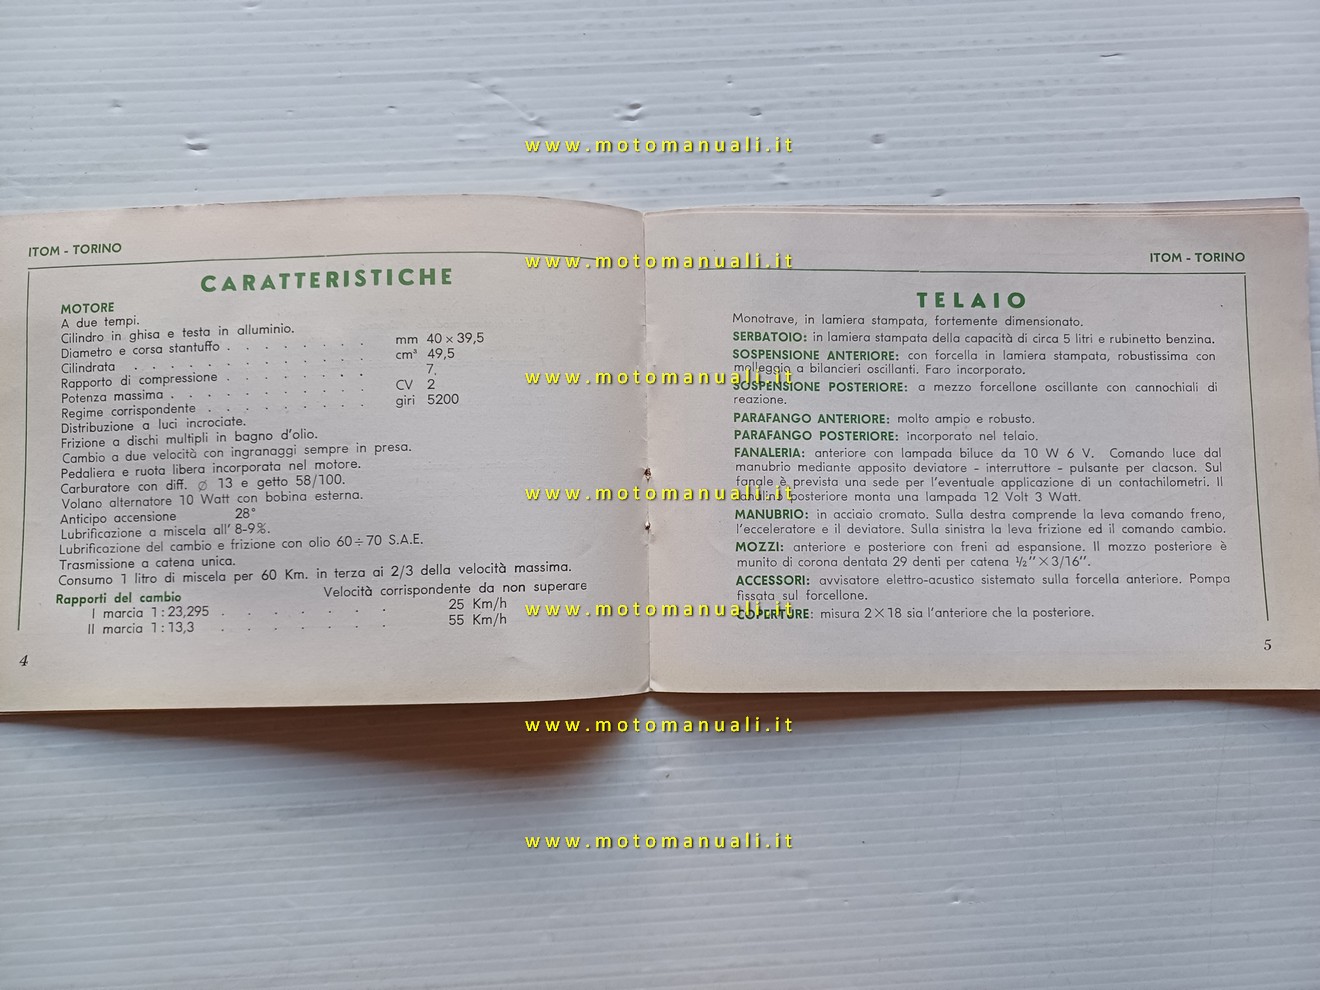 www.motomanuali.it
ITOM - TORINO
CARATTERISTICHE
MOTORE
A due tempi.
Cilindro in ghisa e testa in alluminio.
Diametro e corsa stantuffo . . . . . . . . mm 40 × 39,5
Cilindrata . . . . . . . . . . . . cm³ 49,5
Rapporto di compressione . . . . . . . . 7.
Potenza massima . . . . . . . . . . . CV 2
Regime corrispondente . . . . . . . . . giri 5200
Distribuzione a luci incrociate.
Frizione a dischi multipli in bagno d'olio.
Cambio a due velocità con ingranaggi sempre in presa.
Pedaliera e ruota libera incorporata nel motore.
Carburatore con diff. ⌀ 13 e getto 58/100.
Volano alternatore 10 Watt con bobina esterna.
Anticipo accensione 28°
Lubrificazione a miscela all' 8-9%.
Lubrificazione del cambio e frizione con olio 60÷70 S.A.E.
Trasmissione a catena unica.
Consumo 1 litro di miscela per 60 Km. in terza ai 2/3 della velocità massima.
Rapporti del cambio Velocità corrispondente da non superare
I marcia 1 : 23,295 . . . . . . 25 Km/h
II marcia 1 : 13,3 . . . . . . 55 Km/h
4
ITOM - TORINO
TELAIO
Monotrave, in lamiera stampata, fortemente dimensionato.
SERBATOIO: in lamiera stampata della capacità di circa 5 litri e rubinetto benzina.
SOSPENSIONE ANTERIORE: con forcella in lamiera stampata, robustissima con
molleggio a bilancieri oscillanti. Faro incorporato.
SOSPENSIONE POSTERIORE: a mezzo forcellone oscillante con cannochiali di
reazione.
PARAFANGO ANTERIORE: molto ampio e robusto.
PARAFANGO POSTERIORE: incorporato nel telaio.
FANALERIA: anteriore con lampada biluce da 10 W 6 V. Comando luce dal
manubrio mediante apposito deviatore - interruttore - pulsante per clacson. Sul
fanale è prevista una sede per l'eventuale applicazione di un contachilometri. Il
fanalino posteriore monta una lampada 12 Volt 3 Watt.
MANUBRIO: in acciaio cromato. Sulla destra comprende la leva comando freno,
l'ecceleratore e il deviatore. Sulla sinistra la leva frizione ed il comando cambio.
MOZZI: anteriore e posteriore con freni ad espansione. Il mozzo posteriore è
munito di corona dentata 29 denti per catena ½" × 3/16".
ACCESSORI: avvisatore elettro-acustico sistemato sulla forcella anteriore. Pompa
fissata sul forcellone.
COPERTURE: misura 2 × 18 sia l'anteriore che la posteriore.
5
www.motomanuali.it
www.motomanuali.it
www.motomanuali.it
www.motomanuali.it
www.motomanuali.it
www.motomanuali.it